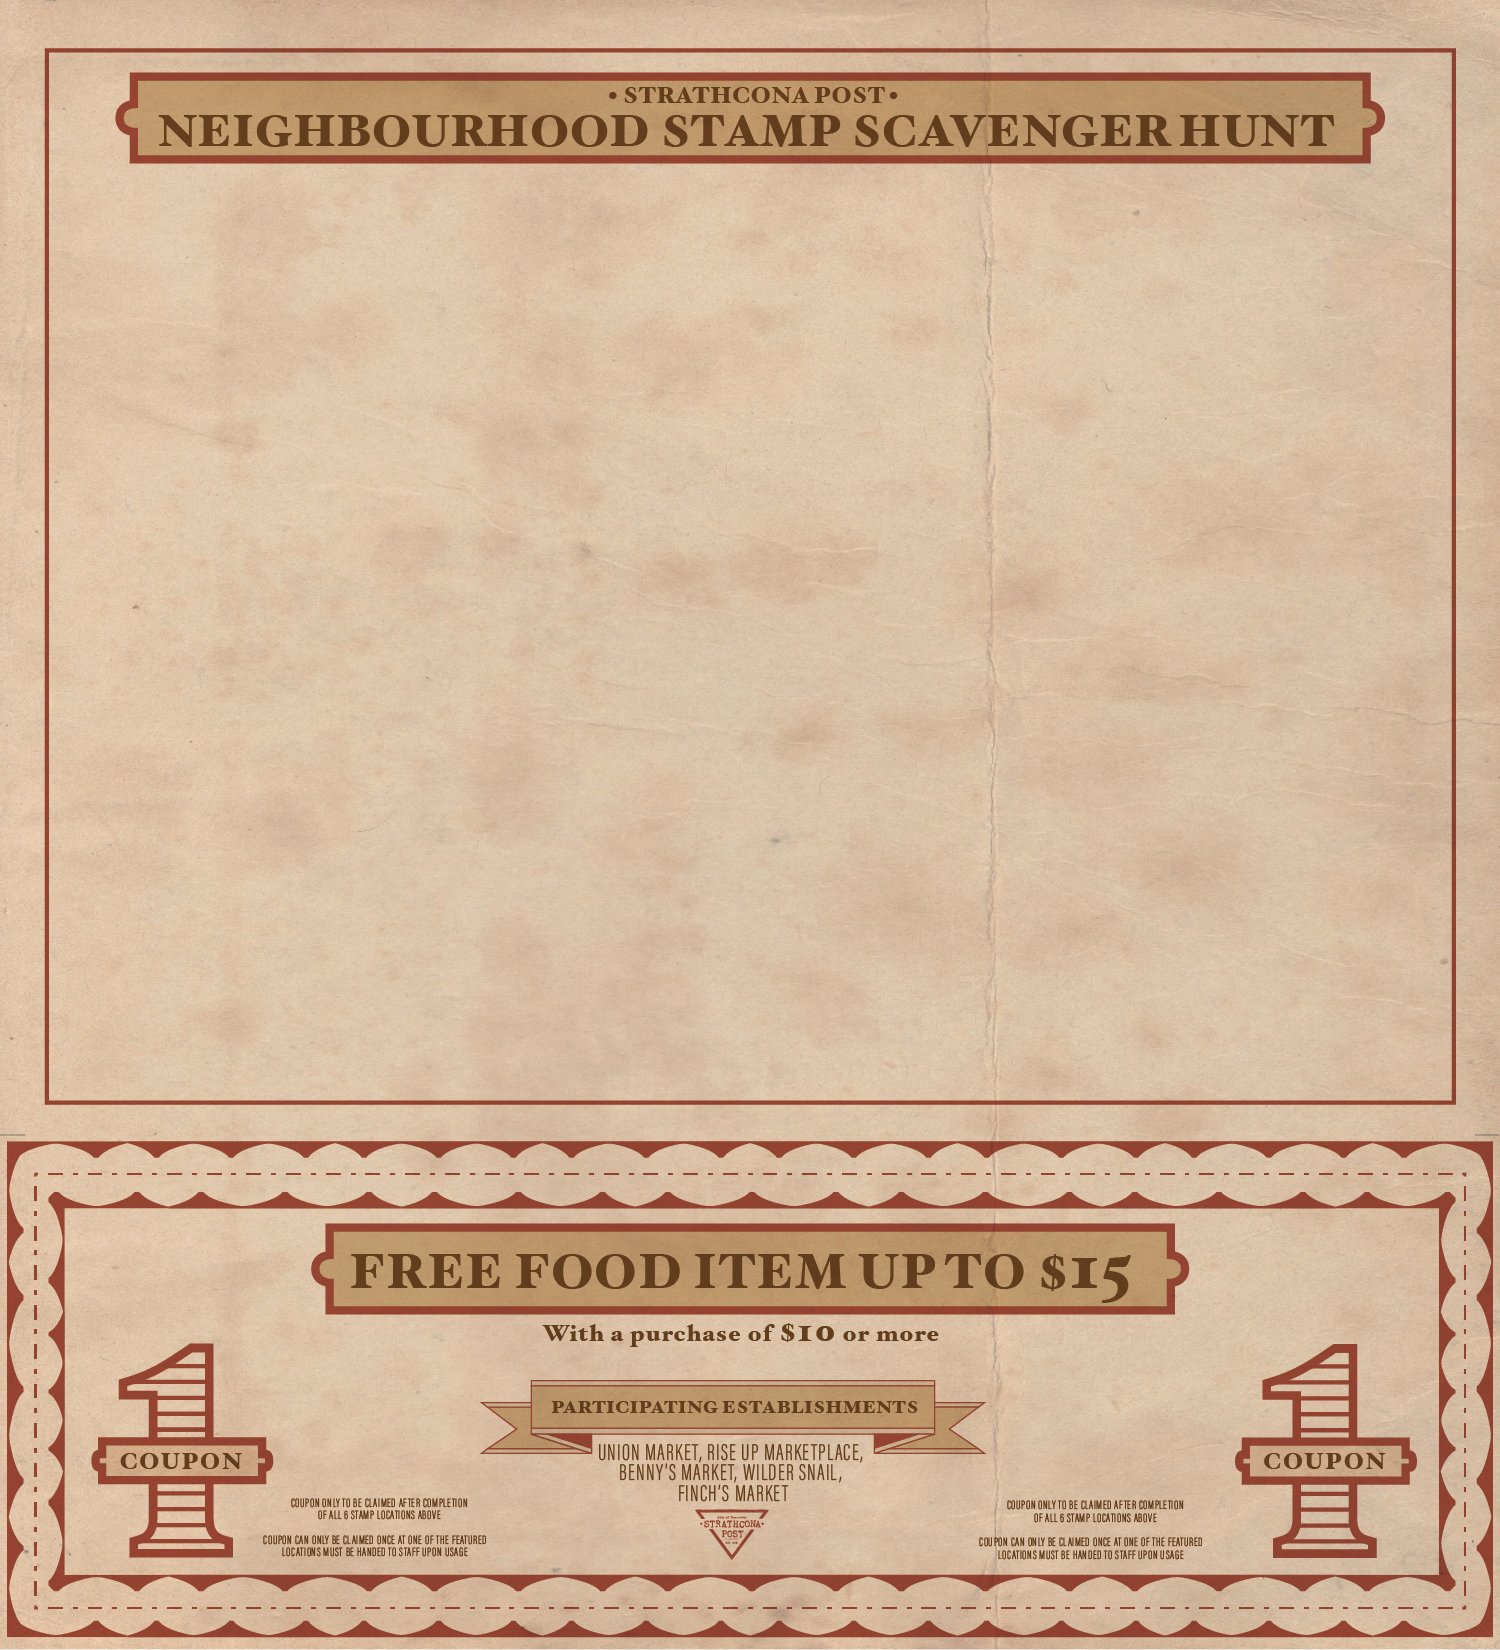 • STRATHCONA POST •
NEIGHBOURHOOD STAMP SCAVENGER HUNT
FREE FOOD ITEM UP TO $15
With a purchase of $10 or more
PARTICIPATING ESTABLISHMENTS
UNION MARKET, RISE UP MARKETPLACE,
BENNY'S MARKET, WILDER SNAIL,
FINCH'S MARKET
COUPON
COUPON ONLY TO BE CLAIMED AFTER COMPLETION
OF ALL 6 STAMP LOCATIONS ABOVE
COUPON CAN ONLY BE CLAIMED ONCE AT ONE OF THE FEATURED
LOCATIONS MUST BE HANDED TO STAFF UPON USAGE
STRATHCONA
POST
COUPON ONLY TO BE CLAIMED AFTER COMPLETION
OF ALL 6 STAMP LOCATIONS ABOVE
COUPON CAN ONLY BE CLAIMED ONCE AT ONE OF THE FEATURED
LOCATIONS MUST BE HANDED TO STAFF UPON USAGE
1
COUPON
1